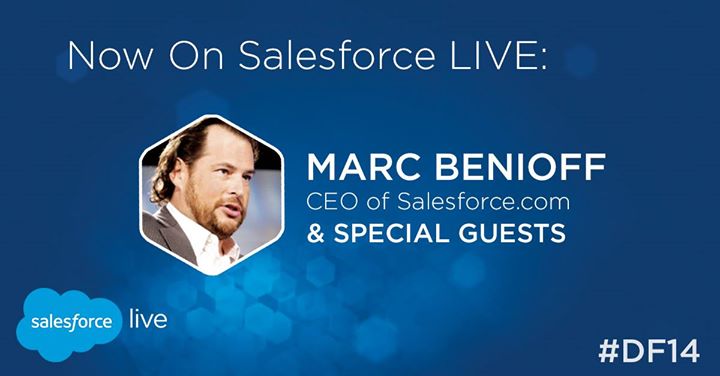 Now On Salesforce LIVE:
MARC BENIOFF
CEO of Salesforce.com
& SPECIAL GUESTS
salesforce live
#DF14